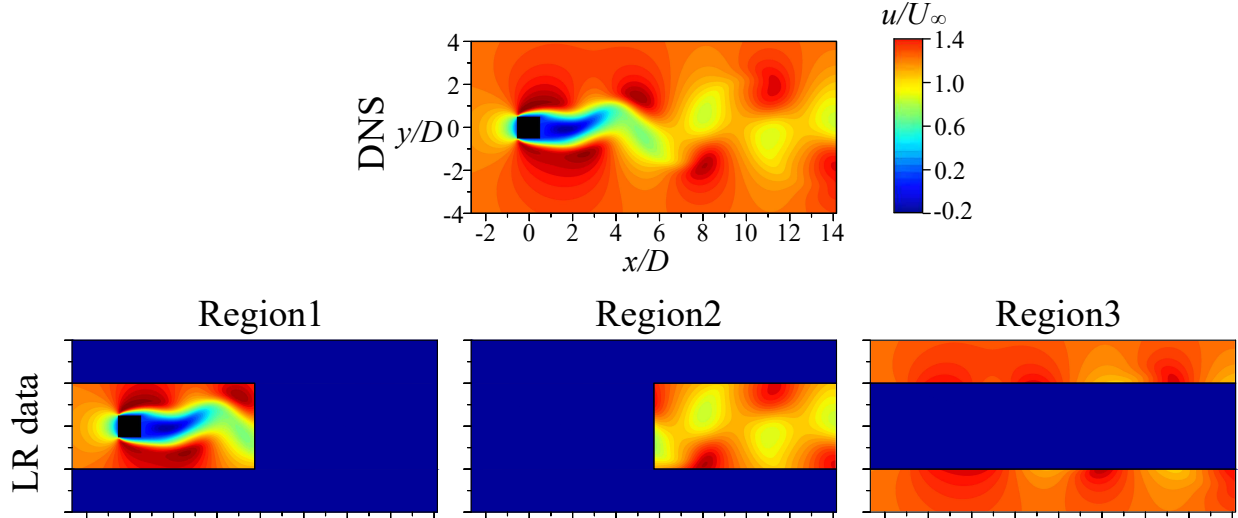 u/U∞
DNS
y/D
4
2
0
-2
-4
-2 0 2 4 6 8 10 12 14
x/D
1.4
1.0
0.6
0.2
-0.2
Region1 Region2 Region3
LR data